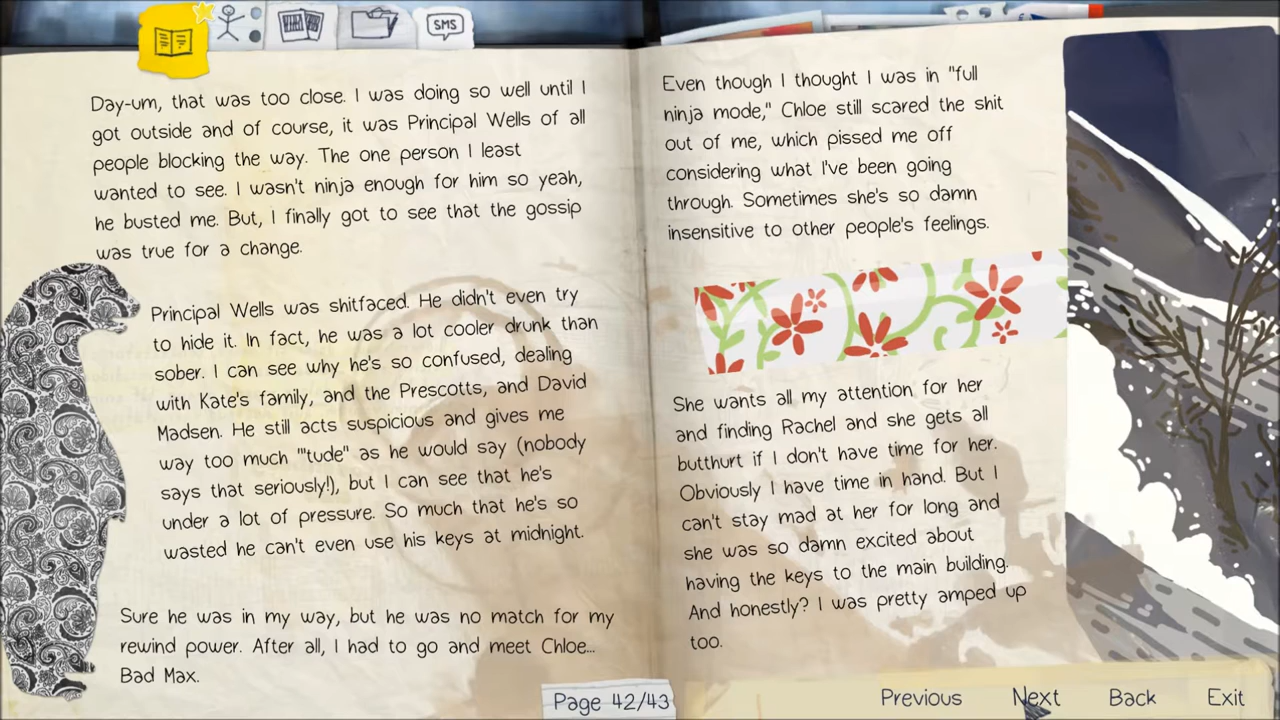 SMS
Day-um, that was too close. I was doing so well until I
got outside and of course, it was Principal Wells of all
people blocking the way. The one person I least
wanted to see. I wasn't ninja enough for him so yeah,
he busted me. But, I finally got to see that the gossip
was true for a change.
Principal Wells was shitfaced. He didn't even try
to hide it. In fact, he was a lot cooler drunk than
sober. I can see why he's so confused, dealing
with Kate's family, and the Prescotts, and David
Madsen. He still acts suspicious and gives me
way too much "'tude" as he would say (nobody
says that seriously!), but I can see that he's
under a lot of pressure. So much that he's so
wasted he can't even use his keys at midnight.
Sure he was in my way, but he was no match for my
rewind power. After all, I had to go and meet Chloe...
Bad Max.
Even though I thought I was in "full
ninja mode," Chloe still scared the shit
out of me, which pissed me off
considering what I've been going
through. Sometimes she's so damn
insensitive to other people's feelings.
She wants all my attention for her
and finding Rachel and she gets all
butthurt if I don't have time for her.
Obviously I have time in hand. But I
can't stay mad at her for long and
she was so damn excited about
having the keys to the main building.
And honestly? I was pretty amped up
too.
Page 42/43
Previous Next Back Exit